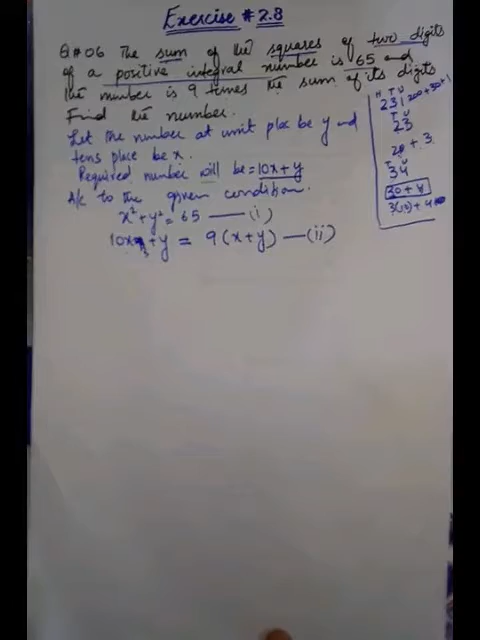 Exercise # 2.8
Q#06 The sum of the squares of two digits
of a positive integral number is 65 and
the number is 9 times the sum of its digits
Find the number.
Let the number at unit place be y and
tens place be x.
Required number will be = 10x+y
A/c to the given condition.
x²+y² = 65 — (i)
10x + y = 9(x+y) — (ii)
H T U
231 200+30+1
T U
23
20 + 3
T U
34
30 + 4